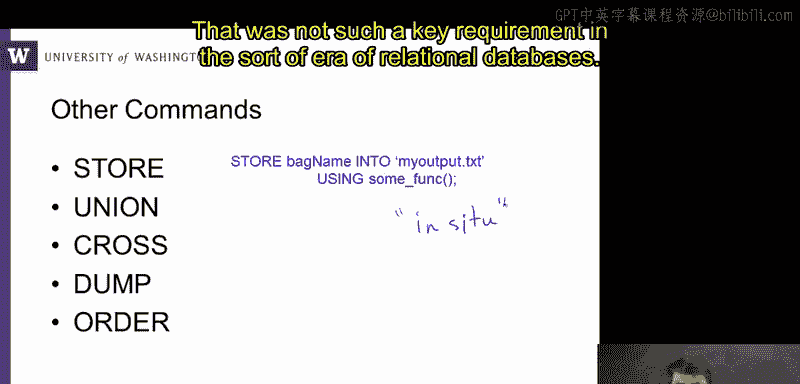 GPT中英字幕课程资源@bilibili.com
That was not such a key requirement in
the sort of era of relational databases.
W UNIVERSITY of WASHINGTON
Other Commands
• STORE
• UNION
• CROSS
• DUMP
• ORDER
STORE bagName INTO ‘myoutput.txt’
USING some_func();
"in situ"